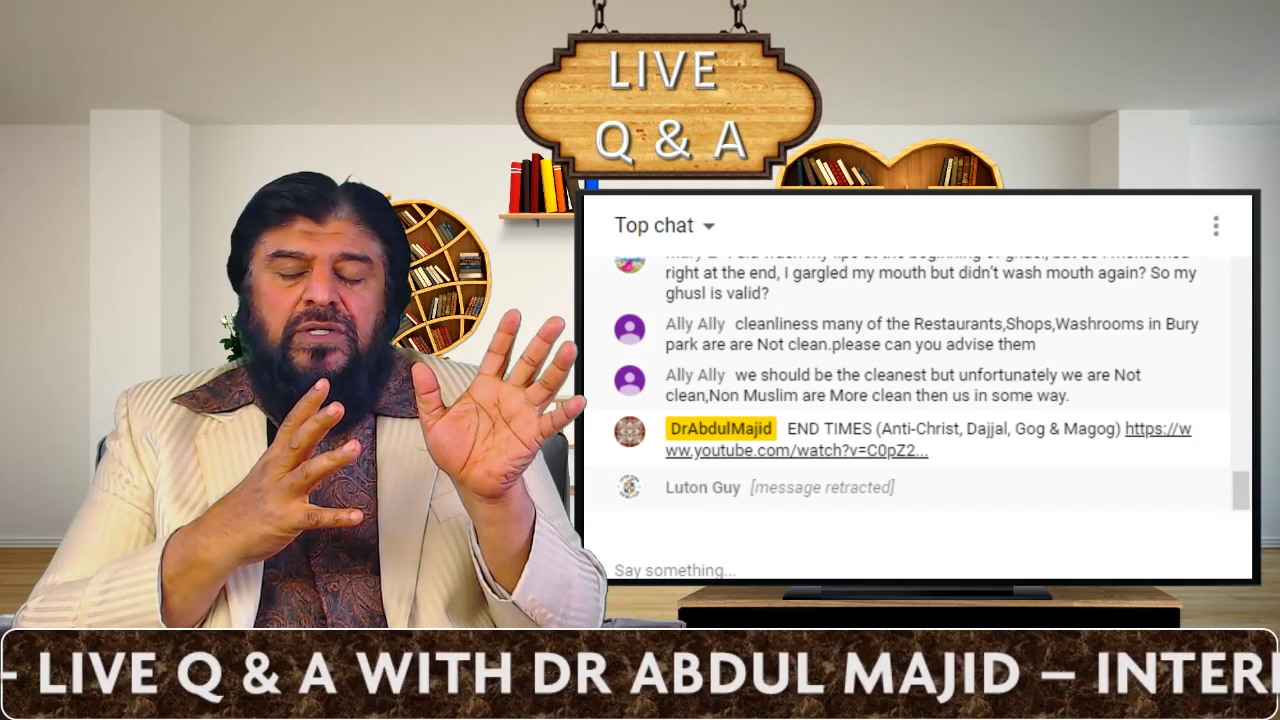 LIVE
Q & A
Top chat
right at the end, I gargled my mouth but didn't wash mouth again? So my
ghusl is valid?
Ally Ally cleanliness many of the Restaurants,Shops,Washrooms in Bury
park are are Not clean.please can you advise them
Ally Ally we should be the cleanest but unfortunately we are Not
clean,Non Muslim are More clean then us in some way.
DrAbdulMajid END TIMES (Anti-Christ, Dajjal, Gog & Magog) https://w
ww.youtube.com/watch?v=C0pZ2...
Luton Guy [message retracted]
Say something...
- LIVE Q & A WITH DR ABDUL MAJID – INTER